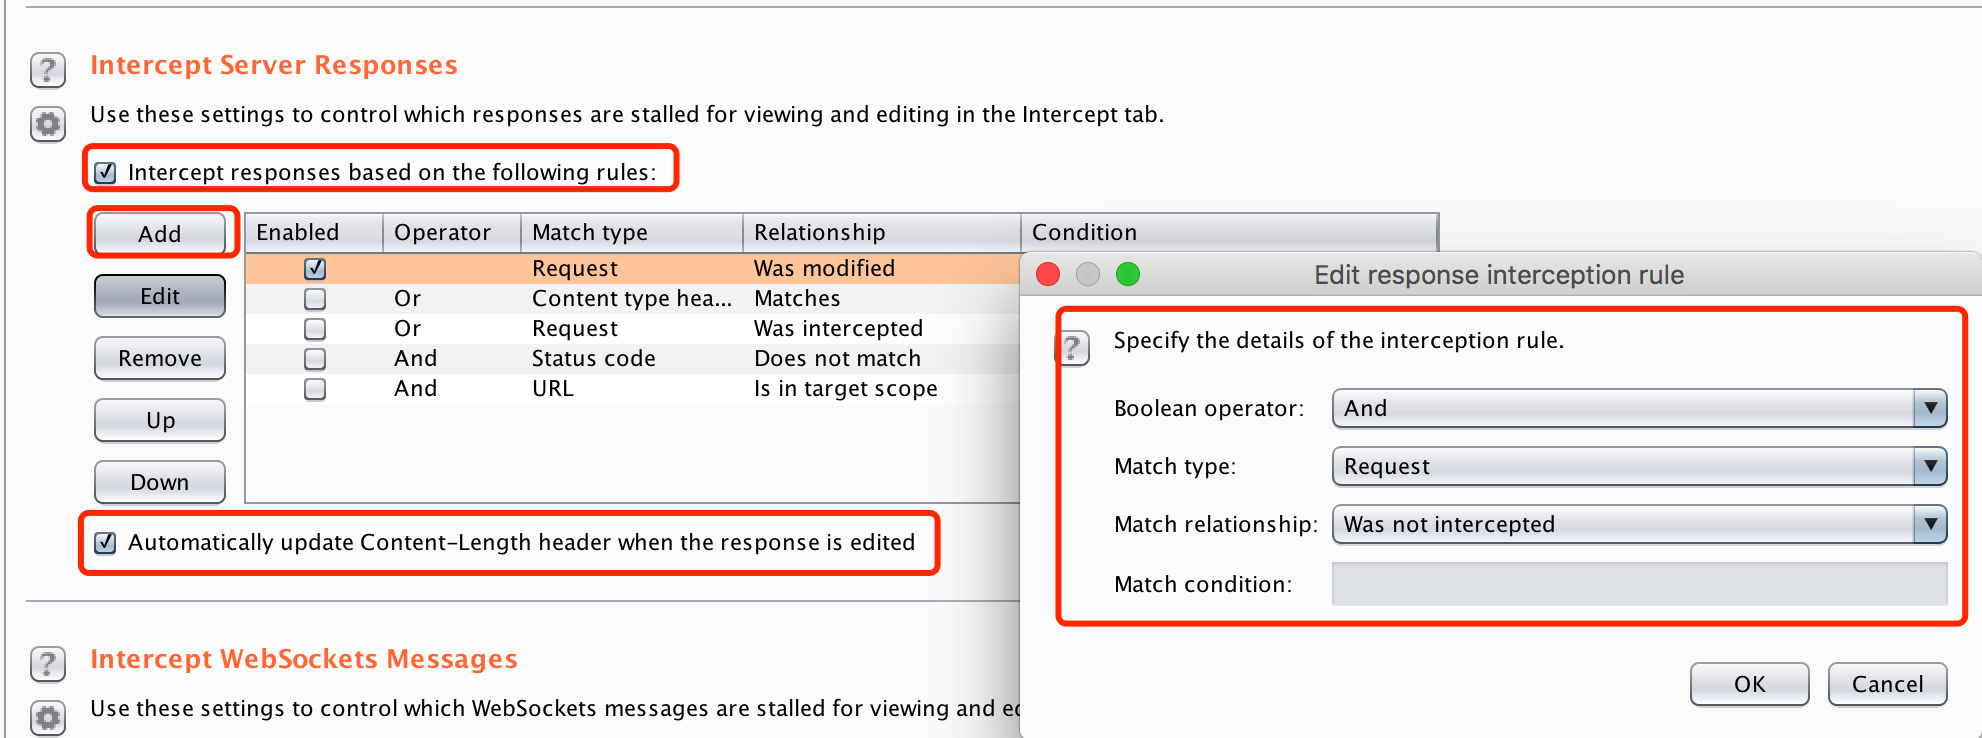 Intercept Server Responses
Use these settings to control which responses are stalled for viewing and editing in the Intercept tab.
Intercept responses based on the following rules:
Add
Edit
Remove
Up
Down
Enabled Operator Match type Relationship Condition
Request Was modified
Or Content type hea... Matches
Or Request Was intercepted
And Status code Does not match
And URL Is in target scope
Automatically update Content-Length header when the response is edited
Edit response interception rule
? Specify the details of the interception rule.
Boolean operator: And
Match type: Request
Match relationship: Was not intercepted
Match condition:
OK Cancel
? Intercept WebSockets Messages
Use these settings to control which WebSockets messages are stalled for viewing and